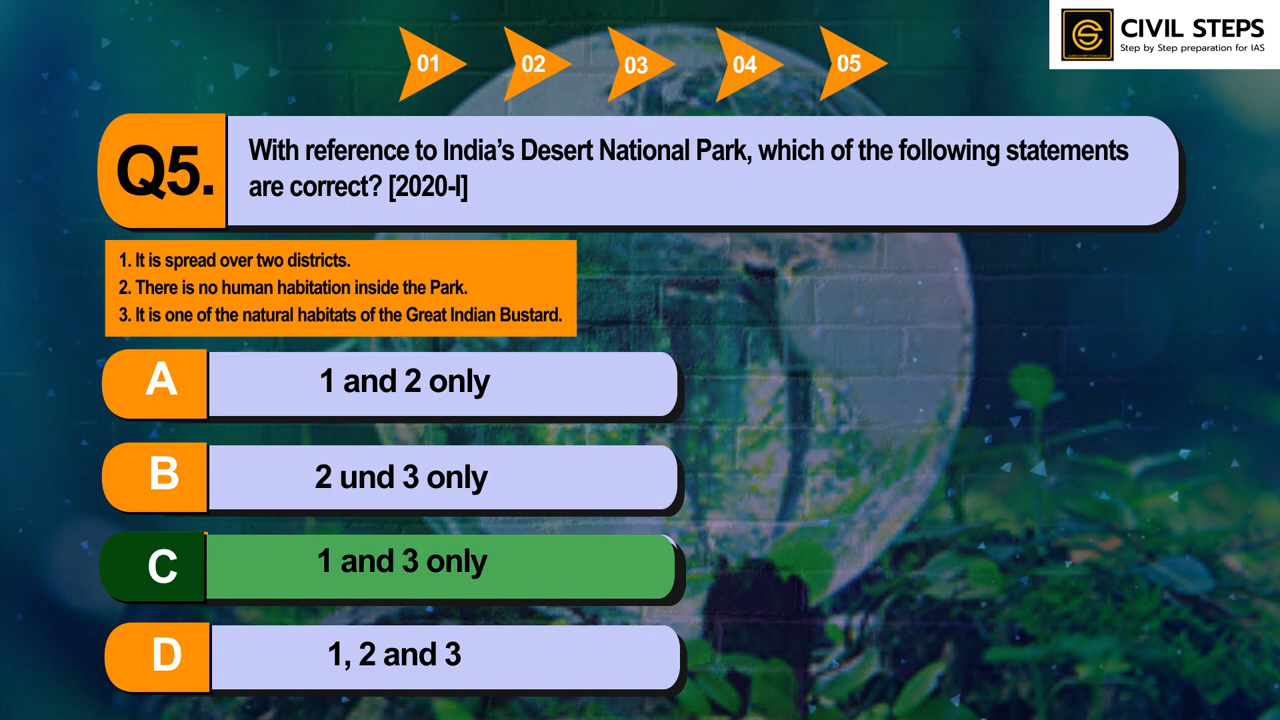 01 02 03 04 05
CIVIL STEPS
Step by Step preparation for IAS
Q5.
With reference to India’s Desert National Park, which of the following statements
are correct? [2020-I]
1. It is spread over two districts.
2. There is no human habitation inside the Park.
3. It is one of the natural habitats of the Great Indian Bustard.
A 1 and 2 only
B 2 und 3 only
C 1 and 3 only
D 1, 2 and 3